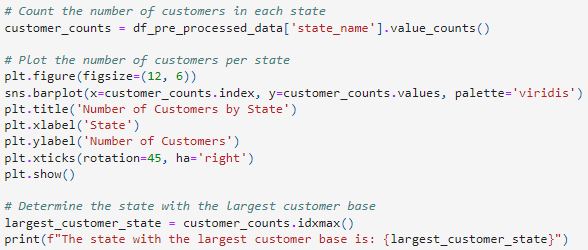 # Count the number of customers in each state
customer_counts = df_pre_processed_data['state_name'].value_counts()
# Plot the number of customers per state
plt.figure(figsize=(12, 6))
sns.barplot(x=customer_counts.index, y=customer_counts.values, palette='viridis')
plt.title('Number of Customers by State')
plt.xlabel('State')
plt.ylabel('Number of Customers')
plt.xticks(rotation=45, ha='right')
plt.show()
# Determine the state with the largest customer base
largest_customer_state = customer_counts.idxmax()
print(f"The state with the largest customer base is: {largest_customer_state}")